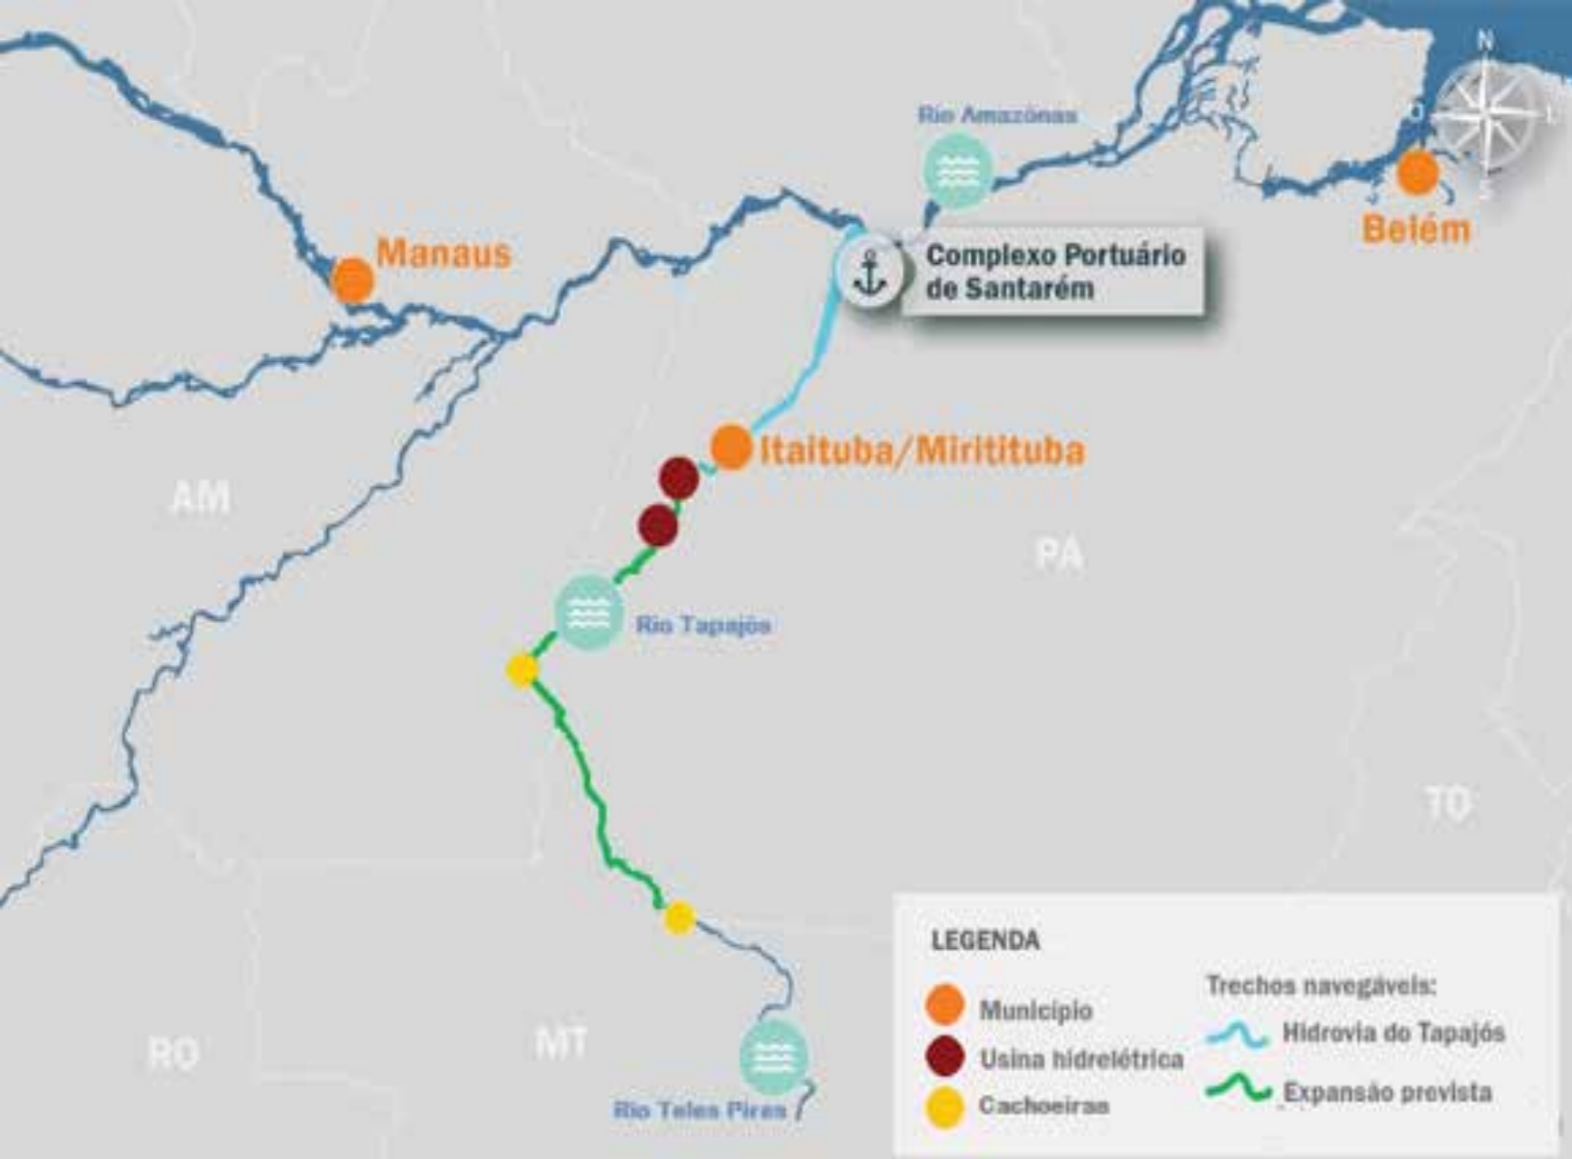 Rio Amazônas
N
O
L
S
Belém
Manaus
Complexo Portuário
de Santarém
Itaituba/Miritituba
AM
PA
Rio Tapajós
TO
RO
MT
Rio Teles Pires
LEGENDA
Município
Usina hidrelétrica
Cachoeiras
Trechos navegáveis:
Hidrovia do Tapajós
Expansão prevista